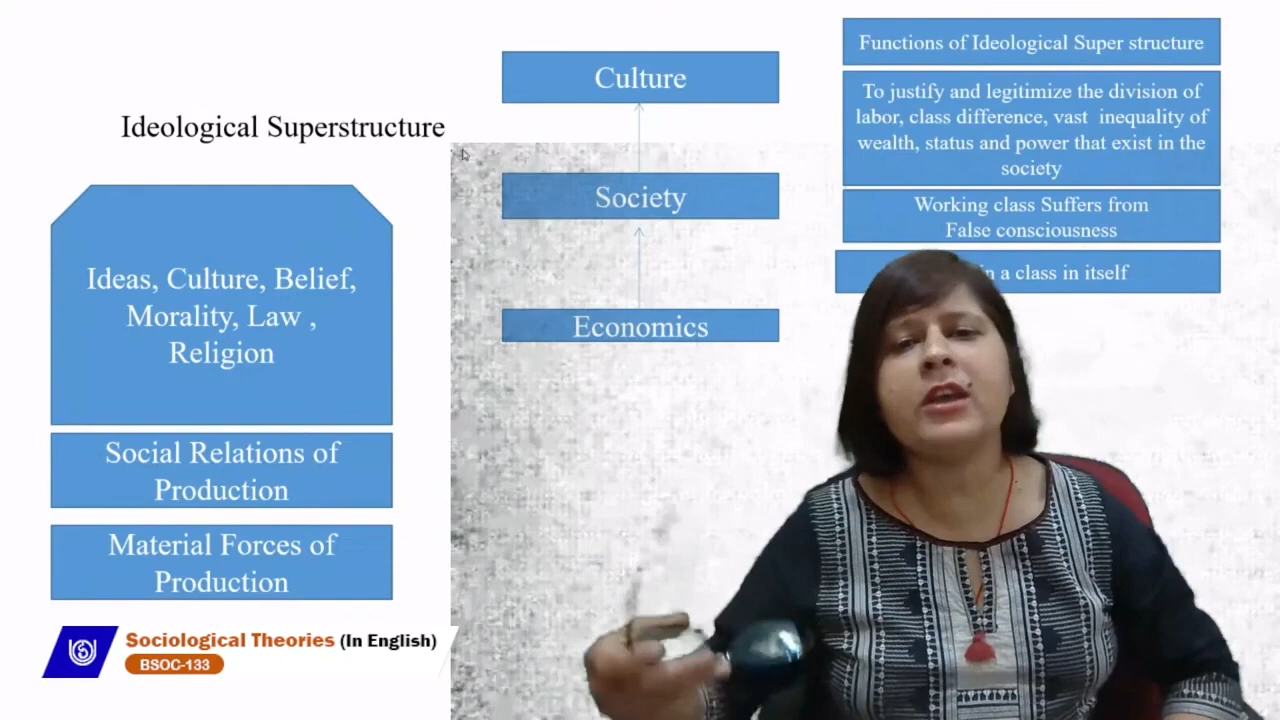 Ideological Superstructure
Ideas, Culture, Belief,
Morality, Law ,
Religion
Social Relations of
Production
Material Forces of
Production
Culture
Society
Economics
Functions of Ideological Super structure
To justify and legitimize the division of
labor, class difference, vast inequality of
wealth, status and power that exist in the
society
Working class Suffers from
False consciousness
in a class in itself
Sociological Theories (In English)
BSOC-133